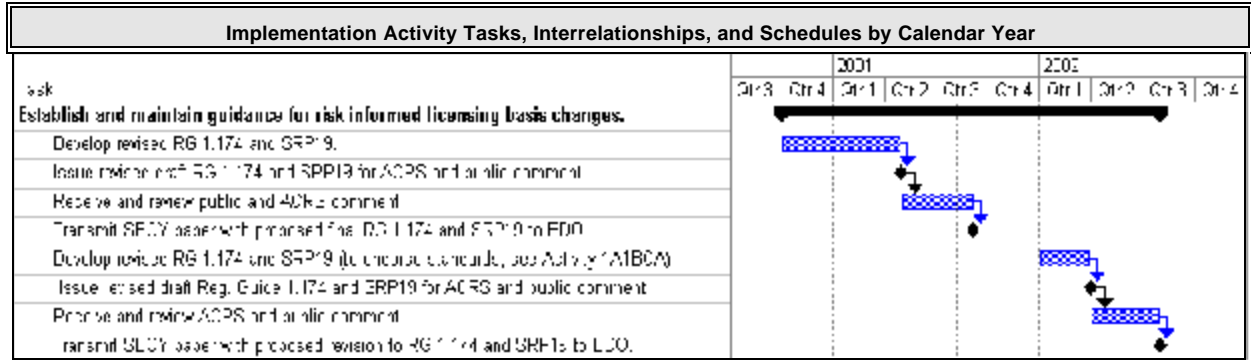 Implementation Activity Tasks, Interrelationships, and Schedules by Calendar Year
2001 2002
Task Qtr 3 Qtr 4 Qtr 1 Qtr 2 Qtr 3 Qtr 4 Qtr 1 Qtr 2 Qtr 3 Qtr 4
Establish and maintain guidance for risk informed licensing basis changes.
Develop revised RG 1.174 and SRP19.
Issue revised draft RG 1.174 and SRP19 for ACRS and public comment
Receive and review public and ACRS comment
Transmit SECY paper with proposed final RG 1.174 and SRP19 to EDO
Develop revised RG 1.174 and SRP19 (to endorse standards, see Activity
Issue revised draft Reg. Guide 1.174 and SRP19 for ACRS and public comment
Receive and review ACRS and public comment
Transmit SECY paper with proposed revision to RG 1.174 and SRP19 to EDO.